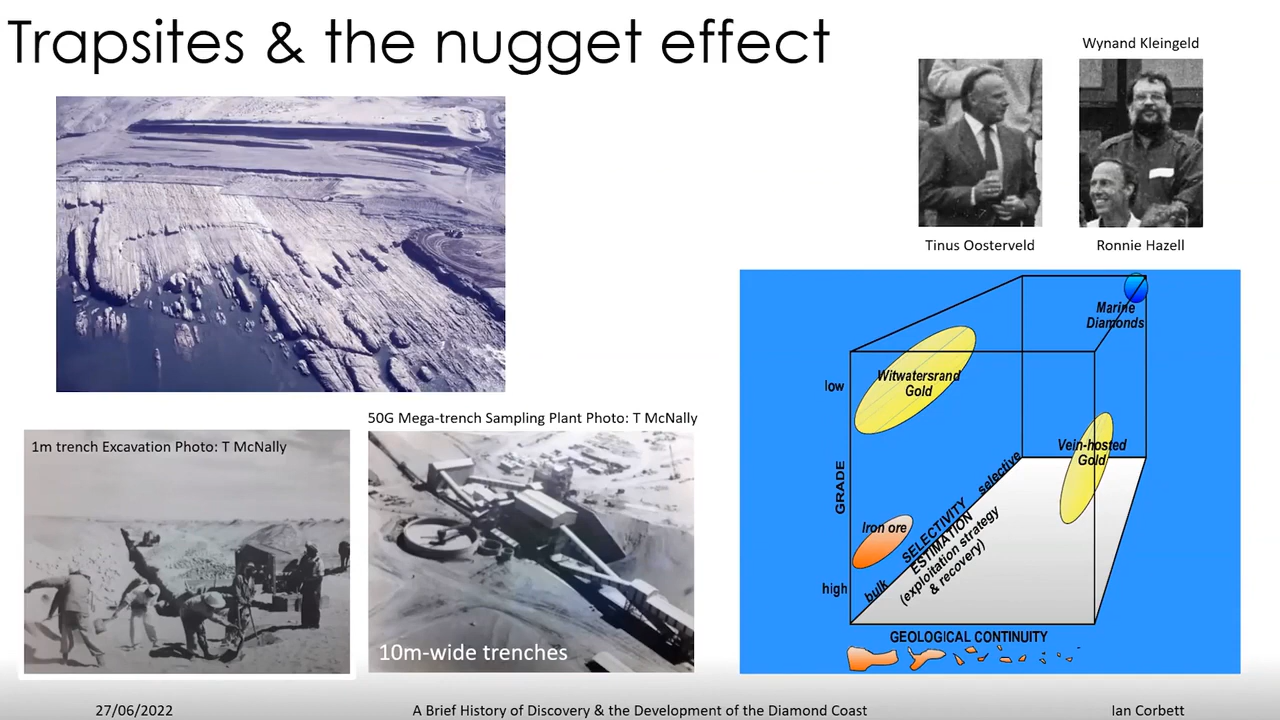 Trapsites & the nugget effect
Wynand Kleingeld
Tinus Oosterveld
Ronnie Hazell
50G Mega-trench Sampling Plant Photo: T McNally
1m trench Excavation Photo: T McNally
10m-wide trenches
Marine
Diamonds
low
Witwatersrand
Gold
Vein-hosted
Gold
GRADE
selective
Iron ore
SELECTIVITY
ESTIMATION
(exploitation strategy
& recovery)
bulk
high
GEOLOGICAL CONTINUITY
27/06/2022
A Brief History of Discovery & the Development of the Diamond Coast
Ian Corbett